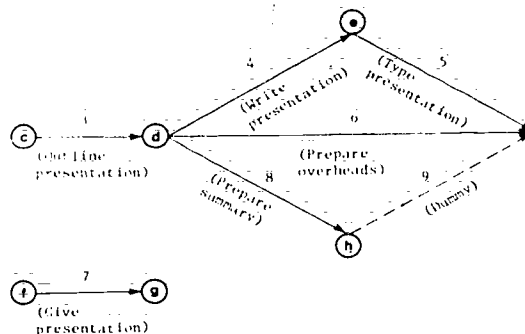 e
4
5
(Write
presentation)
(Type
presentation)
c
d
(Outline
presentation)
6
(Prepare
overheads)
8
(Prepare
summary)
9
(Dummy)
h
f
7
g
(Give
presentation)